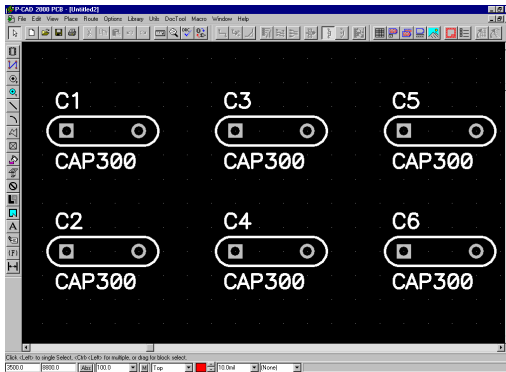 P-CAD 2000 PCB - [Untitled2]
File Edit View Place Route Options Library Utils DocTool Macro Window Help
C1 C3 C5
CAP300 CAP300 CAP300
C2 C4 C6
CAP300 CAP300 CAP300
Click <Left> to single Select, <Ctrl-Left> for multiple, or drag for block select.
3500.0 8800.0 Abs 100.0 M Top 10.0mil (None)